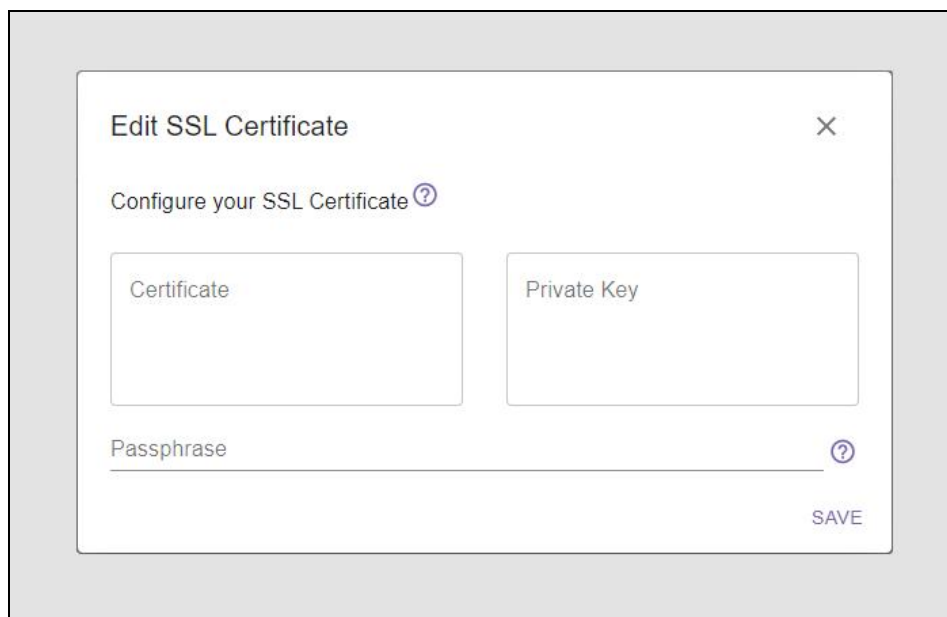 Edit SSL Certificate
Configure your SSL Certificate
Certificate
Private Key
Passphrase
SAVE